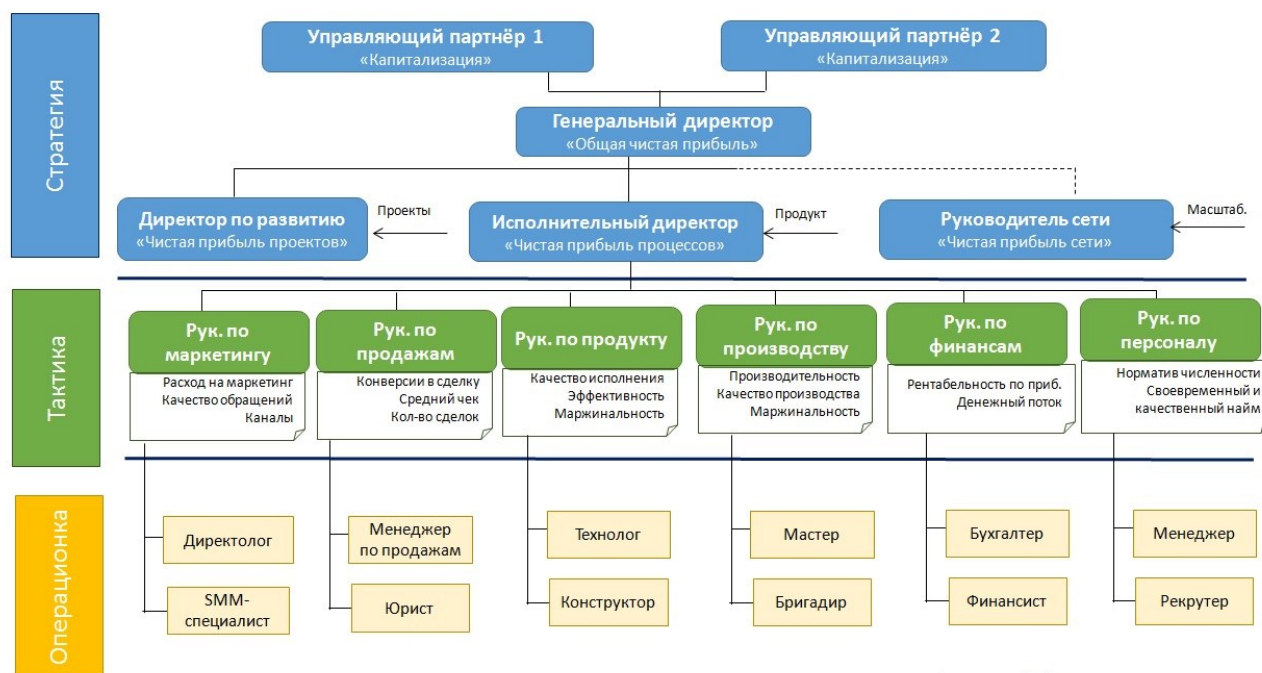 Стратегия
Управляющий партнёр 1
«Капитализация»
Управляющий партнёр 2
«Капитализация»
Генеральный директор
«Общая чистая прибыль»
Директор по развитию
«Чистая прибыль проектов»
Проекты
Исполнительный директор
«Чистая прибыль процессов»
Продукт
Руководитель сети
«Чистая прибыль сети»
Масштаб.
Тактика
Рук. по
маркетингу
Расход на маркетинг
Качество обращений
Каналы
Рук. по
продажам
Конверсии в сделку
Средний чек
Кол-во сделок
Рук. по продукту
Качество исполнения
Эффективность
Маржинальность
Рук. по
производству
Производительность
Качество производства
Маржинальность
Рук. по
финансам
Рентабельность по приб.
Денежный поток
Рук. по
персоналу
Норматив численности
Своевременный и
качественный найм
Операционка
Директолог
SMM-
специалист
Менеджер
по продажам
Юрист
Технолог
Конструктор
Мастер
Бригадир
Бухгалтер
Финансист
Менеджер
Рекрутер